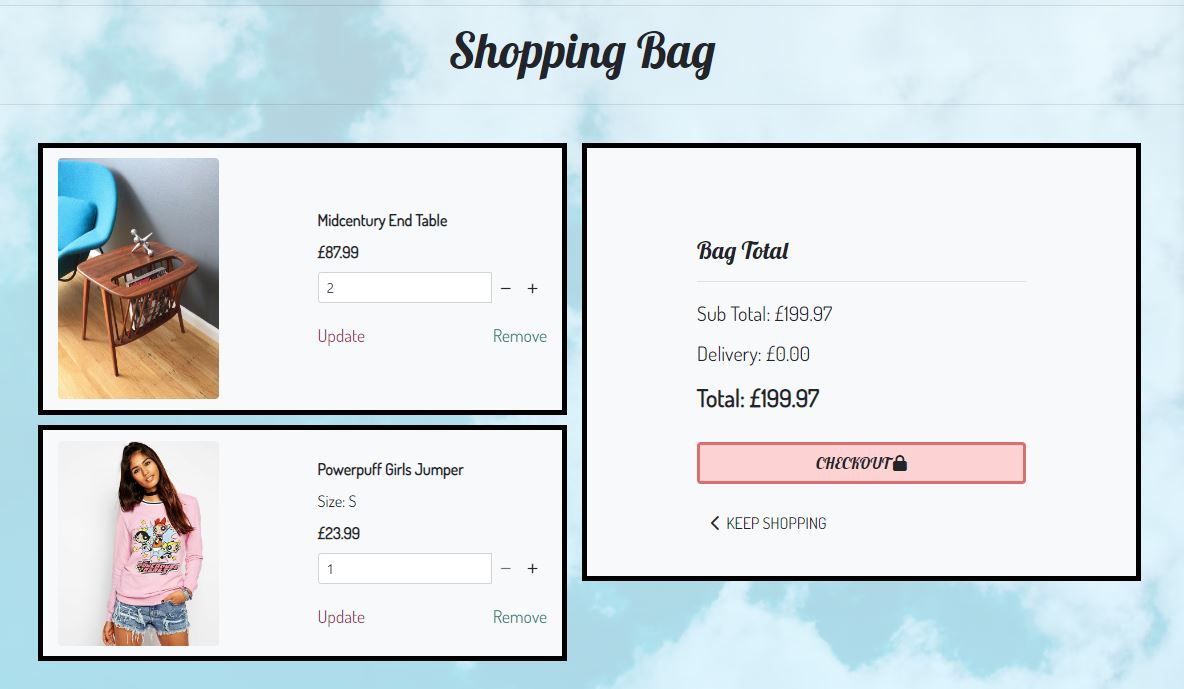 Shopping Bag
Midcentury End Table
£87.99
2 − +
Update Remove
Powerpuff Girls Jumper
Size: S
£23.99
1 − +
Update Remove
Bag Total
Sub Total: £199.97
Delivery: £0.00
Total: £199.97
CHECKOUT
KEEP SHOPPING